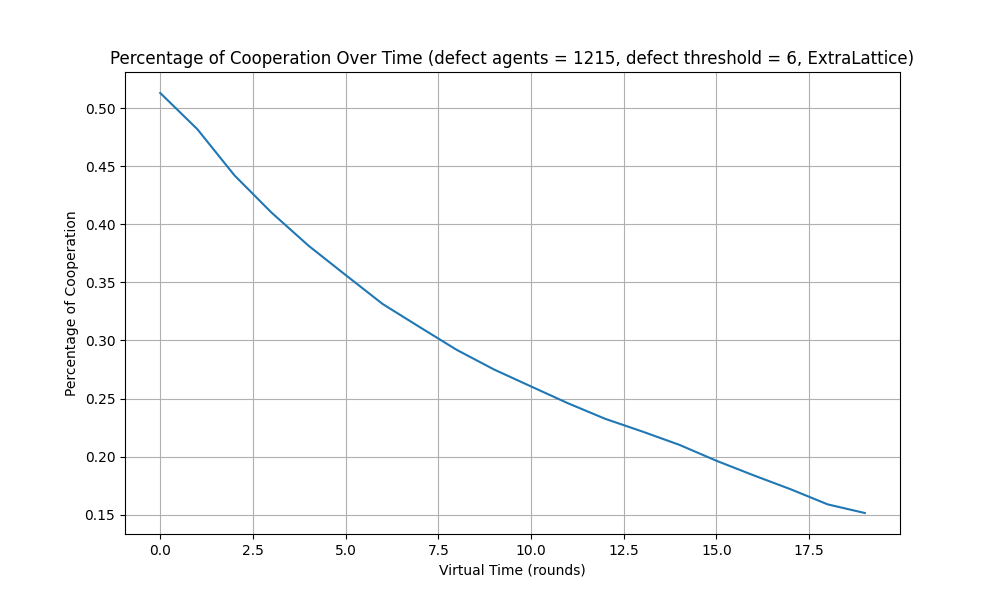 Percentage of Cooperation Over Time (defect agents = 1215, defect threshold = 6, ExtraLattice)
Percentage of Cooperation
0.50
0.45
0.40
0.35
0.30
0.25
0.20
0.15
0.0 2.5 5.0 7.5 10.0 12.5 15.0 17.5
Virtual Time (rounds)